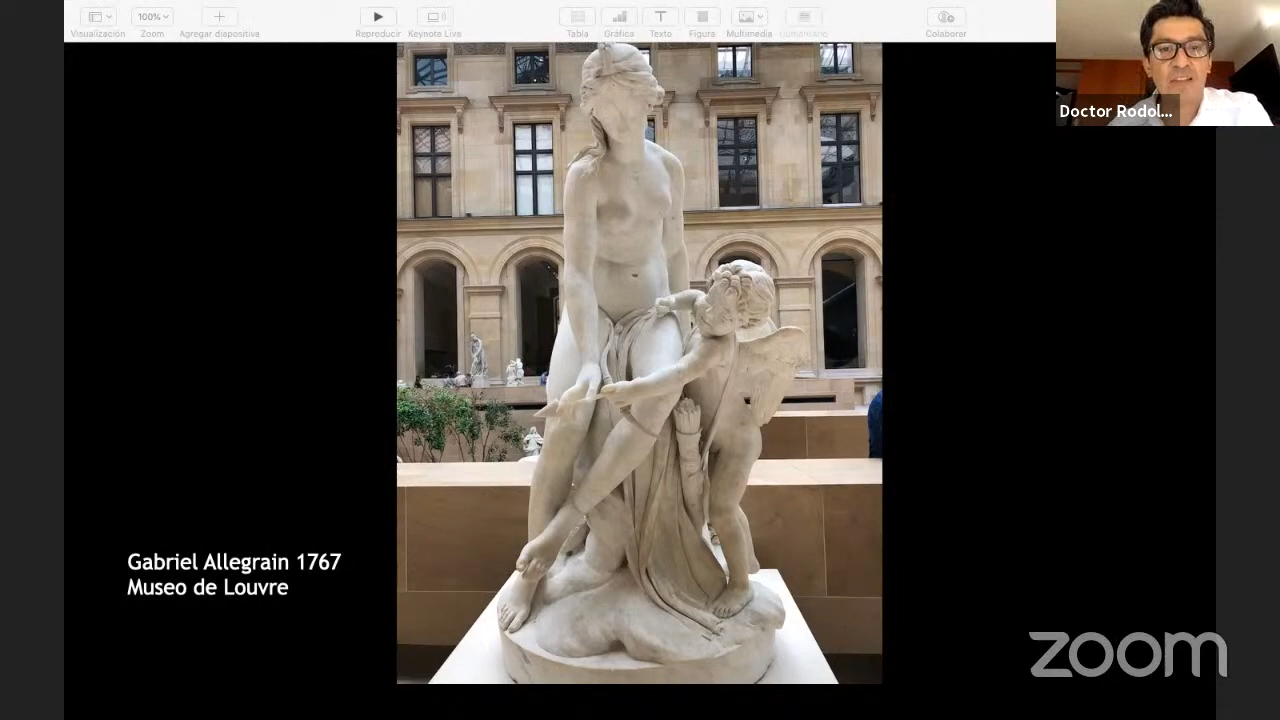 Visualización
100%
Zoom
Agregar diapositiva
Reproducir
Keynote Live
Tabla
Gráfica
Texto
Figura
Multimedia
Comentario
Colaborar
Doctor Rodol...
Gabriel Allegrain 1767
Museo de Louvre
zoom